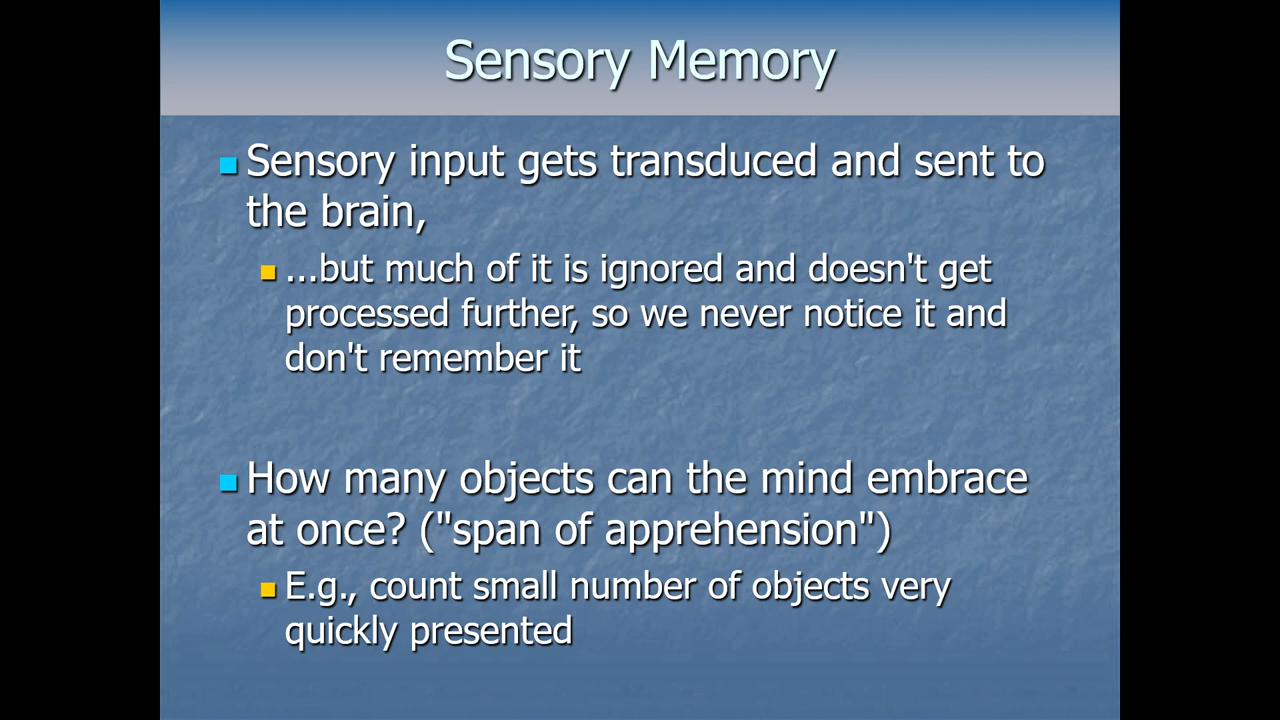 Sensory Memory
Sensory input gets transduced and sent to
the brain,
...but much of it is ignored and doesn't get
processed further, so we never notice it and
don't remember it
How many objects can the mind embrace
at once? ("span of apprehension")
E.g., count small number of objects very
quickly presented